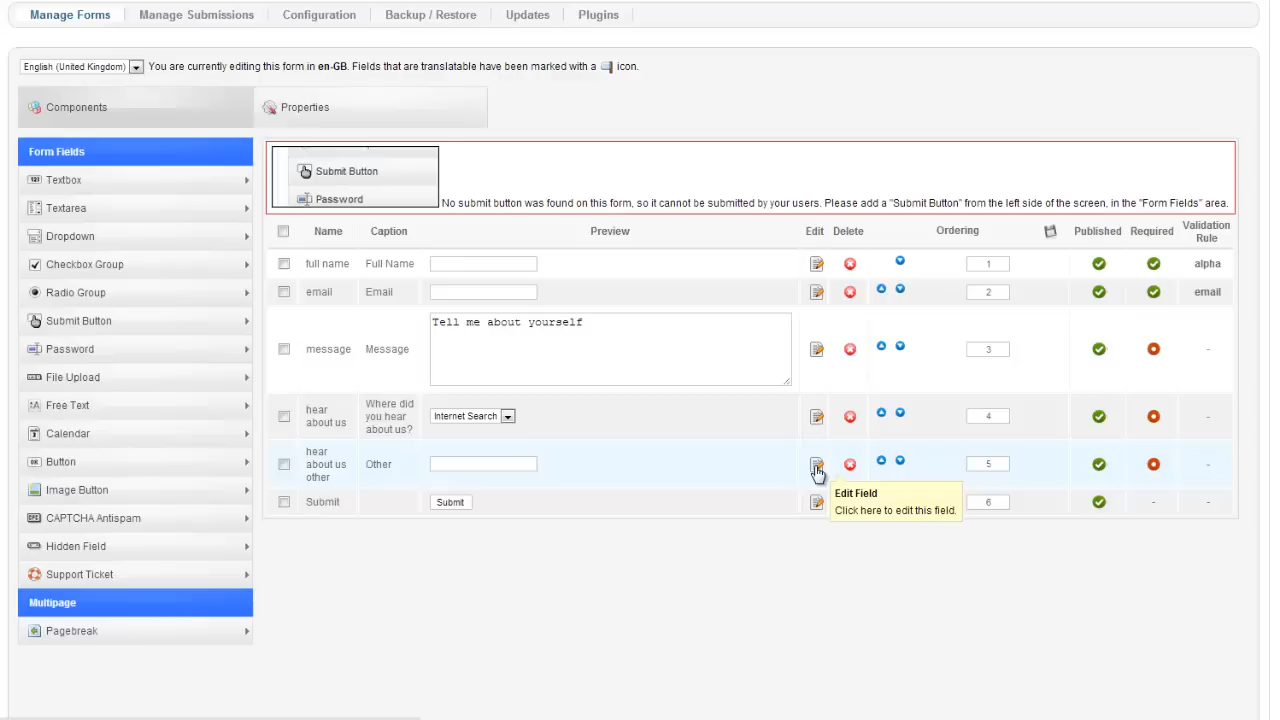 Manage Forms Manage Submissions Configuration Backup / Restore Updates Plugins
English (United Kingdom) You are currently editing this form in en-GB. Fields that are translatable have been marked with a icon.
Components Properties
Form Fields
Textbox
Textarea
Dropdown
Checkbox Group
Radio Group
Submit Button
Password
File Upload
Free Text
Calendar
Button
Image Button
CAPTCHA Antispam
Hidden Field
Support Ticket
Multipage
Pagebreak
Submit Button
Password
No submit button was found on this form, so it cannot be submitted by your users. Please add a "Submit Button" from the left side of the screen, in the "Form Fields" area.
Name Caption Preview Edit Delete Ordering Published Required Validation
Rule
full name Full Name 1 alpha
email Email 2 email
Tell me about yourself
message Message 3 -
hear
about us
Where did
you hear
about us?
Internet Search 4 -
hear
about us
other
Other 5 -
Submit Submit 6 - -
Edit Field
Click here to edit this field.